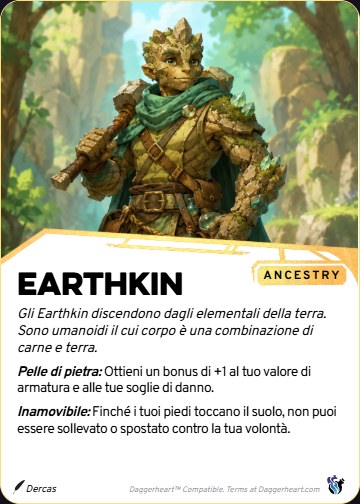 ANCESTRY
EARTHKIN
Gli Earthkin discendono dagli elementali della terra.
Sono umanoidi il cui corpo è una combinazione di
carne e terra.
Pelle di pietra: Ottieni un bonus di +1 al tuo valore di
armatura e alle tue soglie di danno.
Inamovibile: Finché i tuoi piedi toccano il suolo, non puoi
essere sollevato o spostato contro la tua volontà.
Dercas
Daggerheart™ Compatible. Terms at Daggerheart.com